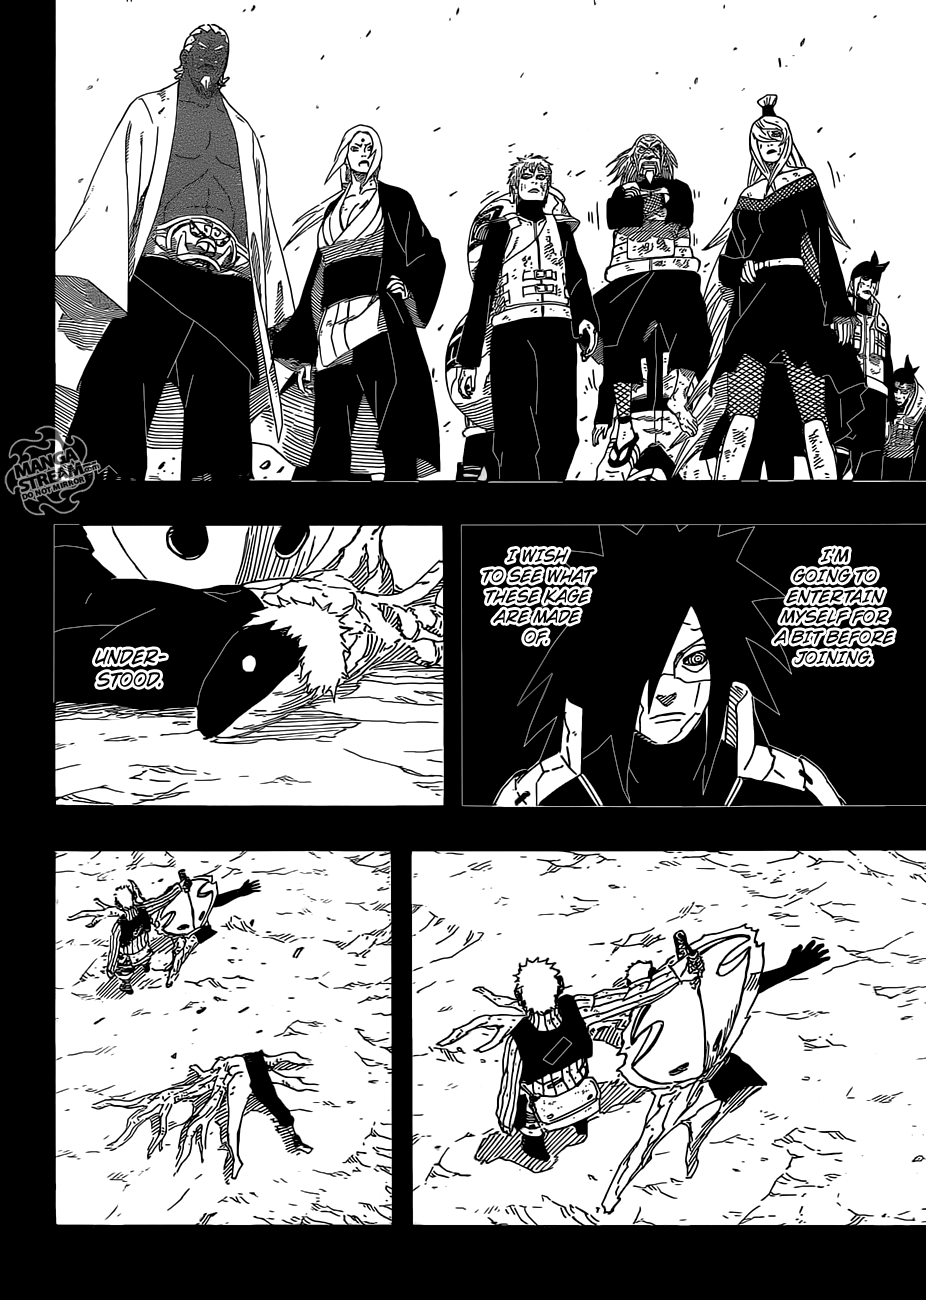 MANGA
STREAM.com
DO NOT MIRROR
I'M
GOING TO
ENTERTAIN
MYSELF FOR
A BIT BEFORE
JOINING.
I WISH
TO SEE WHAT
THESE KAGE
ARE MADE
OF.
UNDER-
STOOD.